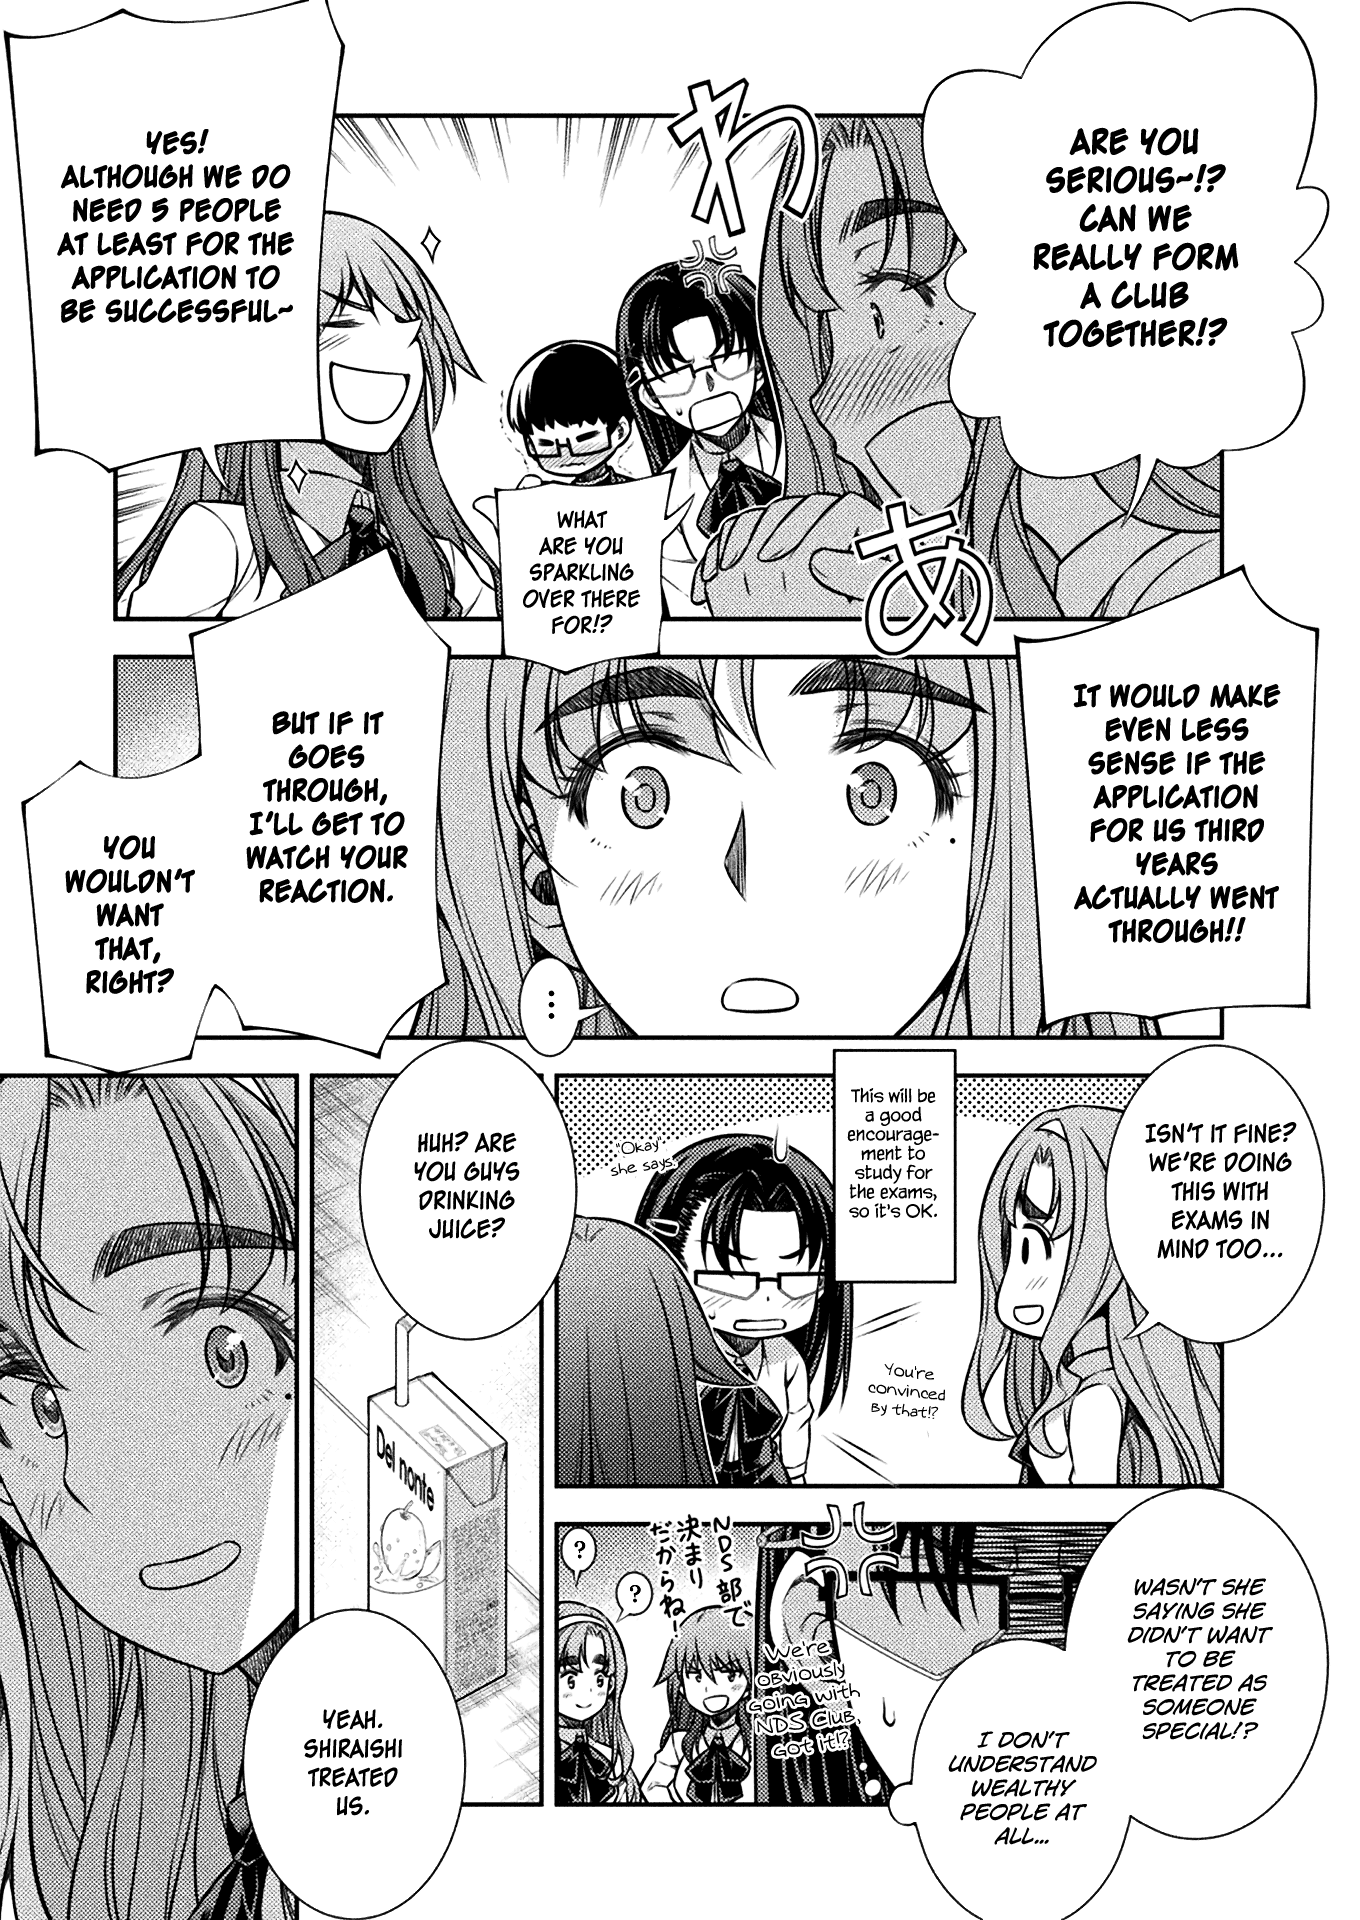 ARE YOU
SERIOUS~!?
CAN WE
REALLY FORM
A CLUB
TOGETHER!?
わ
あ
YES!
ALTHOUGH WE DO
NEED 5 PEOPLE
AT LEAST FOR THE
APPLICATION TO
BE SUCCESSFUL~
WHAT
ARE YOU
SPARKLING
OVER THERE
FOR!?
IT WOULD MAKE
EVEN LESS
SENSE IF THE
APPLICATION
FOR US THIRD
YEARS
ACTUALLY WENT
THROUGH!!
...
BUT IF IT
GOES
THROUGH,
I'LL GET TO
WATCH YOUR
REACTION.
YOU
WOULDN'T
WANT
THAT,
RIGHT?
ISN'T IT FINE?
WE'RE DOING
THIS WITH
EXAMS IN
MIND TOO...
This will be
a good
encourage-
ment to
study for
the exams,
so it's OK.
"Okay"
she says.
You're
convinced
by that!?
WASN'T SHE
SAYING SHE
DIDN'T WANT
TO BE
TREATED AS
SOMEONE
SPECIAL!?
I DON'T
UNDERSTAND
WEALTHY
PEOPLE AT
ALL...
NDS部で
決まり
だからね!
We're
obviously
going with
NDS Club,
got it!?
?
?
HUH? ARE
YOU GUYS
DRINKING
JUICE?
Del nonte
YEAH.
SHIRAISHI
TREATED
US.